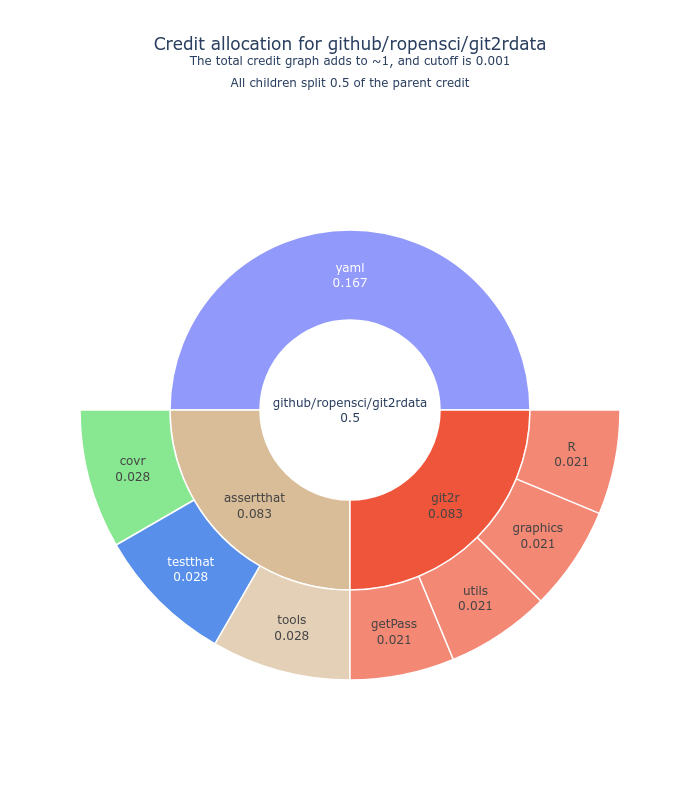 Credit allocation for github/ropensci/git2rdata
The total credit graph adds to ~1, and cutoff is 0.001
All children split 0.5 of the parent credit
yaml
0.167
github/ropensci/git2rdata
0.5
covr
0.028
assertthat
0.083
git2r
0.083
R
0.021
testthat
0.028
graphics
0.021
tools
0.028
getPass
0.021
utils
0.021